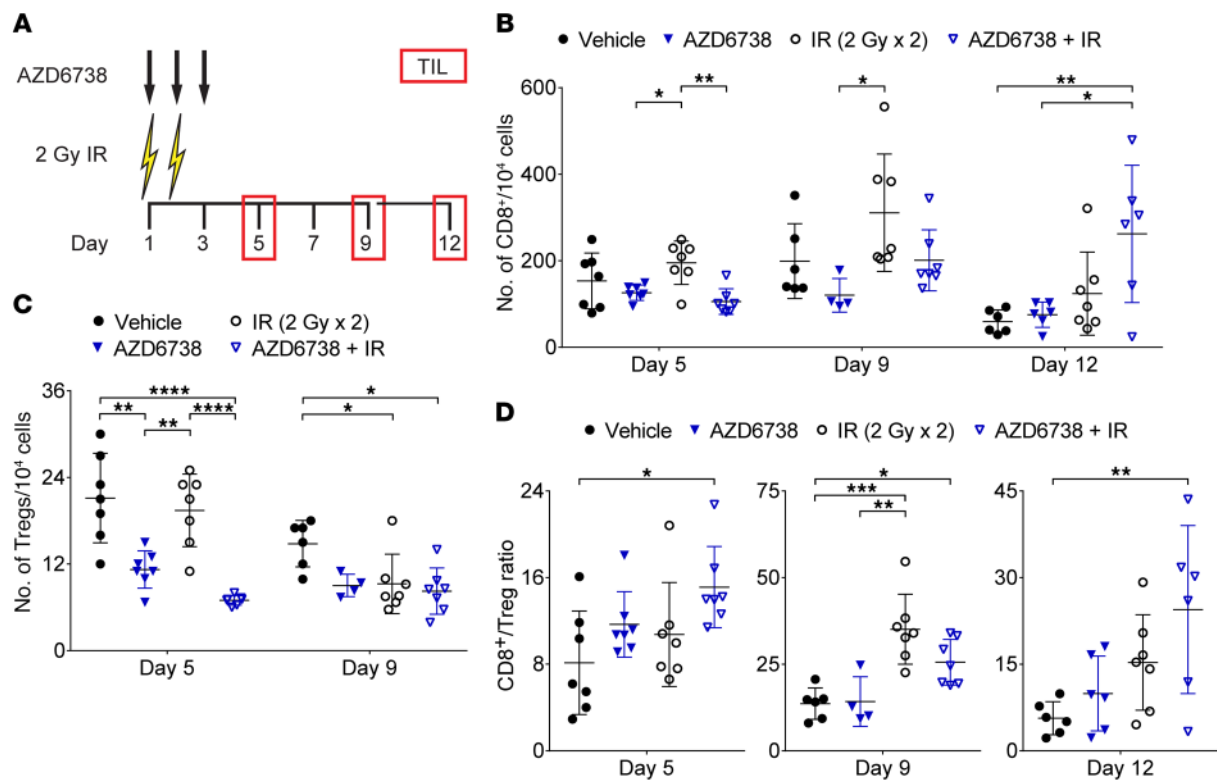 A
AZD6738
TIL
2 Gy IR
Day 1 3 5 7 9 12
B
Vehicle AZD6738 IR (2 Gy x 2) AZD6738 + IR
No. of CD8⁺/10⁴ cells
600
400
200
0
* ** * ** *
Day 5 Day 9 Day 12
C
Vehicle IR (2 Gy x 2)
AZD6738 AZD6738 + IR
No. of Tregs/10⁴ cells
36
24
12
0
**** ** ** **** * *
Day 5 Day 9
D
Vehicle AZD6738 IR (2 Gy x 2) AZD6738 + IR
CD8⁺/Treg ratio
24
16
8
0
*
Day 5
75
50
25
0
* *** **
Day 9
45
30
15
0
**
Day 12